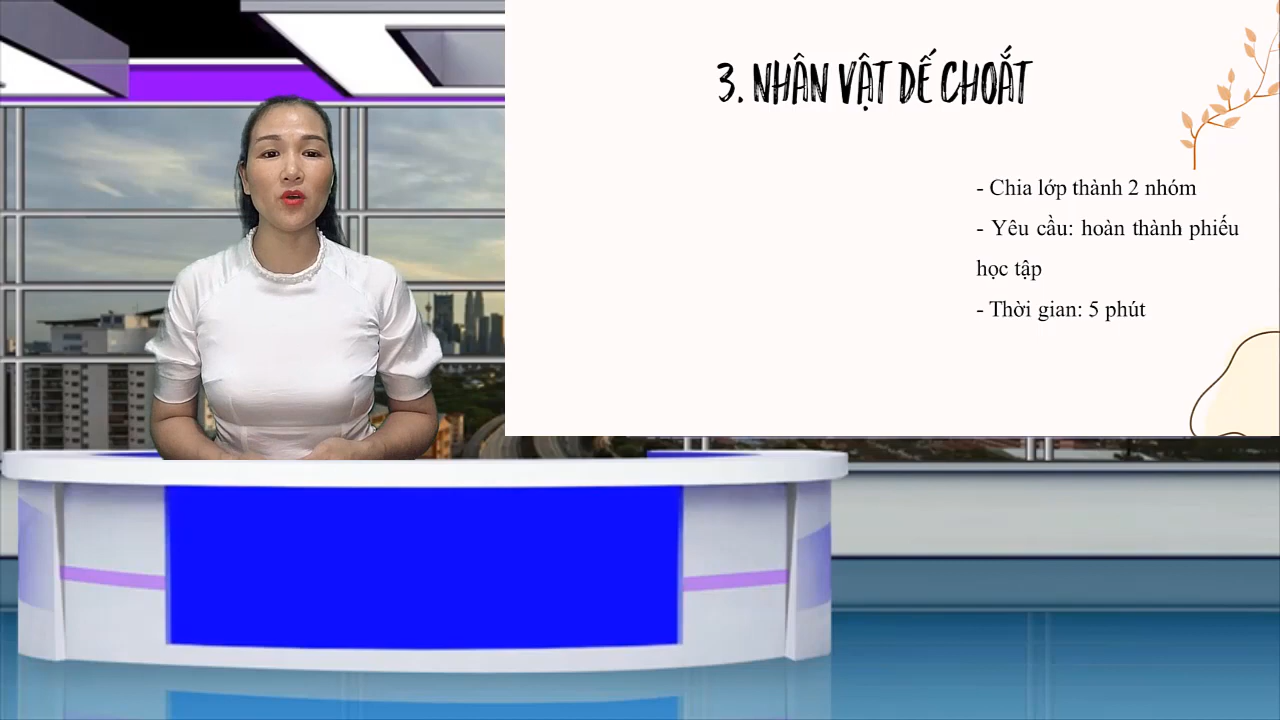 3. NHÂN VẬT DẾ CHOẮT
- Chia lớp thành 2 nhóm
- Yêu cầu: hoàn thành phiếu
học tập
- Thời gian: 5 phút